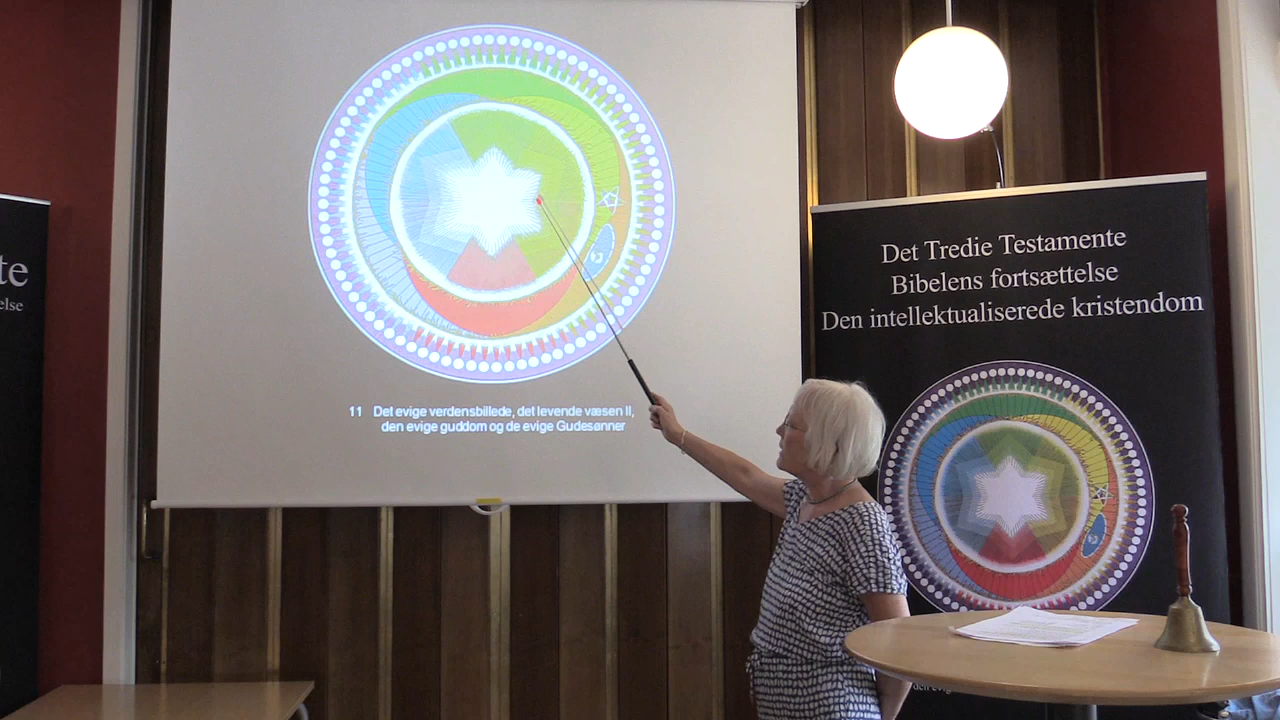 te
else
11 Det evige verdensbillede, det levende væsen II,
den evige guddom og de evige Gudesønner
Det Tredie Testamente
Bibelens fortsættelse
Den intellektualiserede kristendom